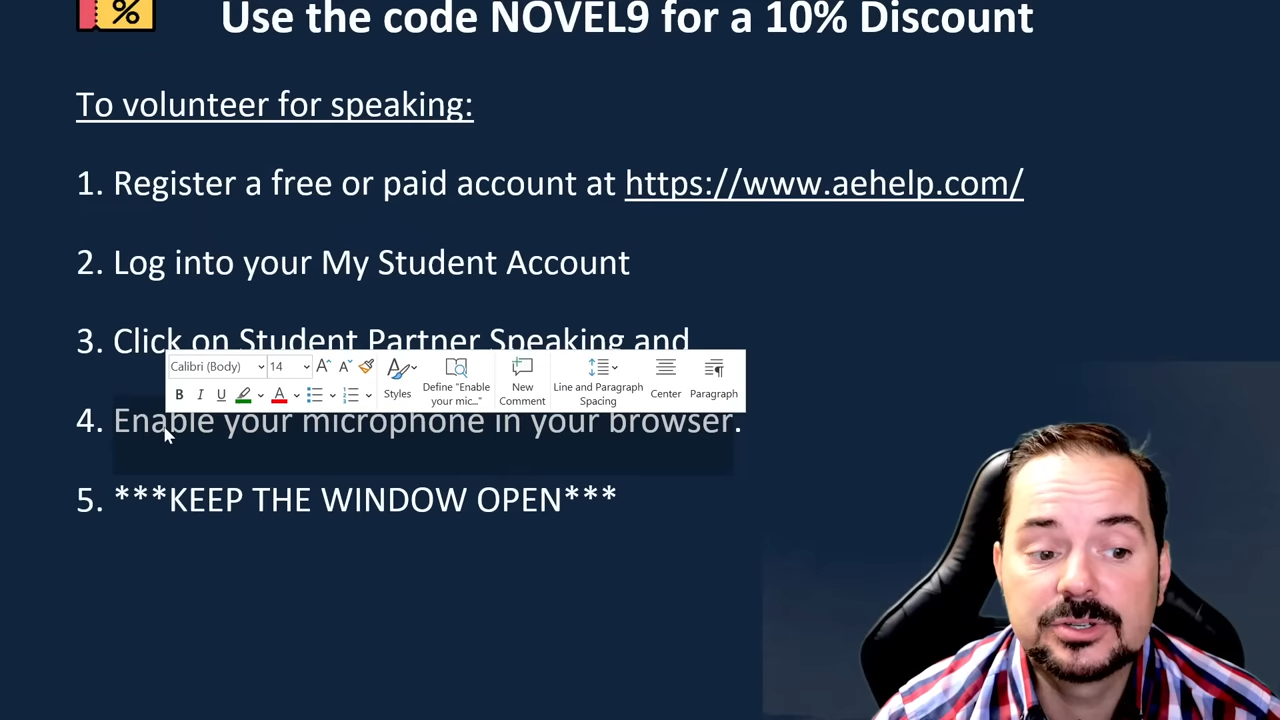 %
Use the code NOVEL9 for a 10% Discount
To volunteer for speaking:
1. Register a free or paid account at https://www.aehelp.com/
2. Log into your My Student Account
3. Click on Student Partner Speaking and
Calibri (Body) 14 A A A
Styles
Define "Enable your mic..."
New Comment
Line and Paragraph Spacing
Center
Paragraph
B I U A
4. Enable your microphone in your browser.
5. ***KEEP THE WINDOW OPEN***